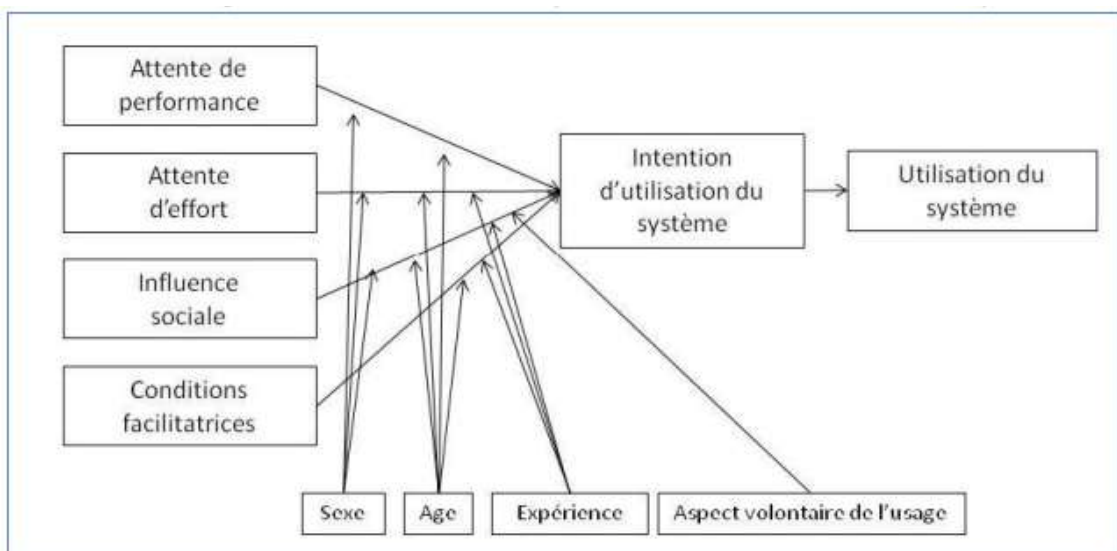 Attente de
performance
Attente
d'effort
Influence
sociale
Conditions
facilitatrices
Intention
d'utilisation du
système
Utilisation du
système
Sexe
Age
Expérience
Aspect volontaire de l'usage